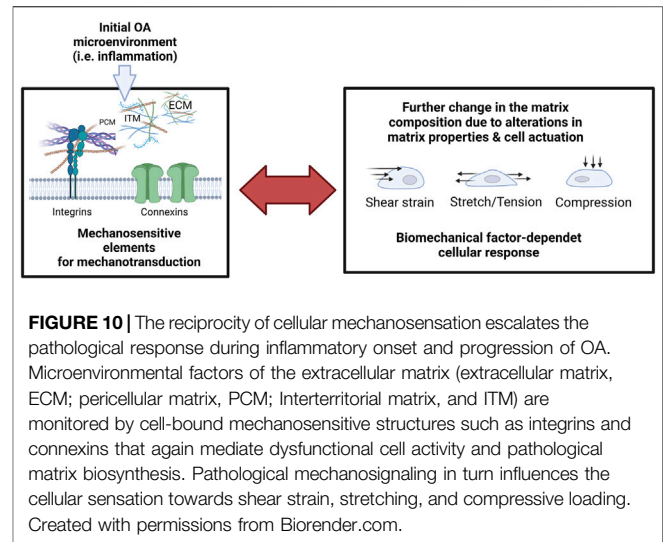 Initial OA
microenvironment
(i.e. inflammation)
PCM
ITM
ECM
Integrins
Connexins
Mechanosensitive
elements
for mechanotransduction
Further change in the matrix
composition due to alterations in
matrix properties & cell actuation
Shear strain
Stretch/Tension
Compression
Biomechanical factor-dependet
cellular response
FIGURE 10 | The reciprocity of cellular mechanosensation escalates the
pathological response during inflammatory onset and progression of OA.
Microenvironmental factors of the extracellular matrix (extracellular matrix,
ECM; pericellular matrix, PCM; Interterritorial matrix, and ITM) are
monitored by cell-bound mechanosensitive structures such as integrins and
connexins that again mediate dysfunctional cell activity and pathological
matrix biosynthesis. Pathological mechanosignaling in turn influences the
cellular sensation towards shear strain, stretching, and compressive loading.
Created with permissions from Biorender.com.